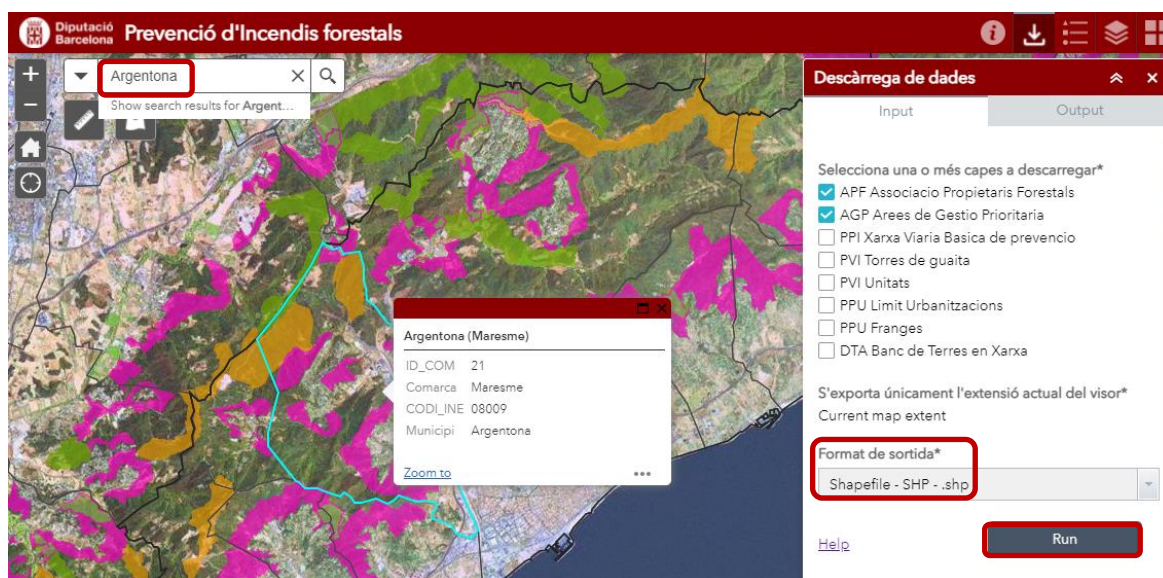 Diputació
Barcelona
Prevenció d'Incendis forestals
Argentona
Show search results for Argent...
Argentona (Maresme)
ID_COM 21
Comarca Maresme
CODI_INE 08009
Municipi Argentona
Zoom to
Descàrrega de dades
Input Output
Selecciona una o més capes a descarregar*
APF Associacio Propietaris Forestals
AGP Arees de Gestio Prioritaria
PPI Xarxa Viaria Basica de prevencio
PVI Torres de guaita
PVI Unitats
PPU Limit Urbanitzacions
PPU Franges
DTA Banc de Terres en Xarxa
S'exporta únicament l'extensió actual del visor*
Current map extent
Format de sortida*
Shapefile - SHP - .shp
Help
Run